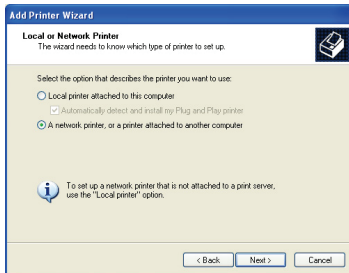 Add Printer Wizard
Local or Network Printer
The wizard needs to know which type of printer to set up.
Select the option that describes the printer you want to use:
Local printer attached to this computer
Automatically detect and install my Plug and Play printer
A network printer, or a printer attached to another computer
To set up a network printer that is not attached to a print server,
use the "Local printer" option.
< Back Next > Cancel